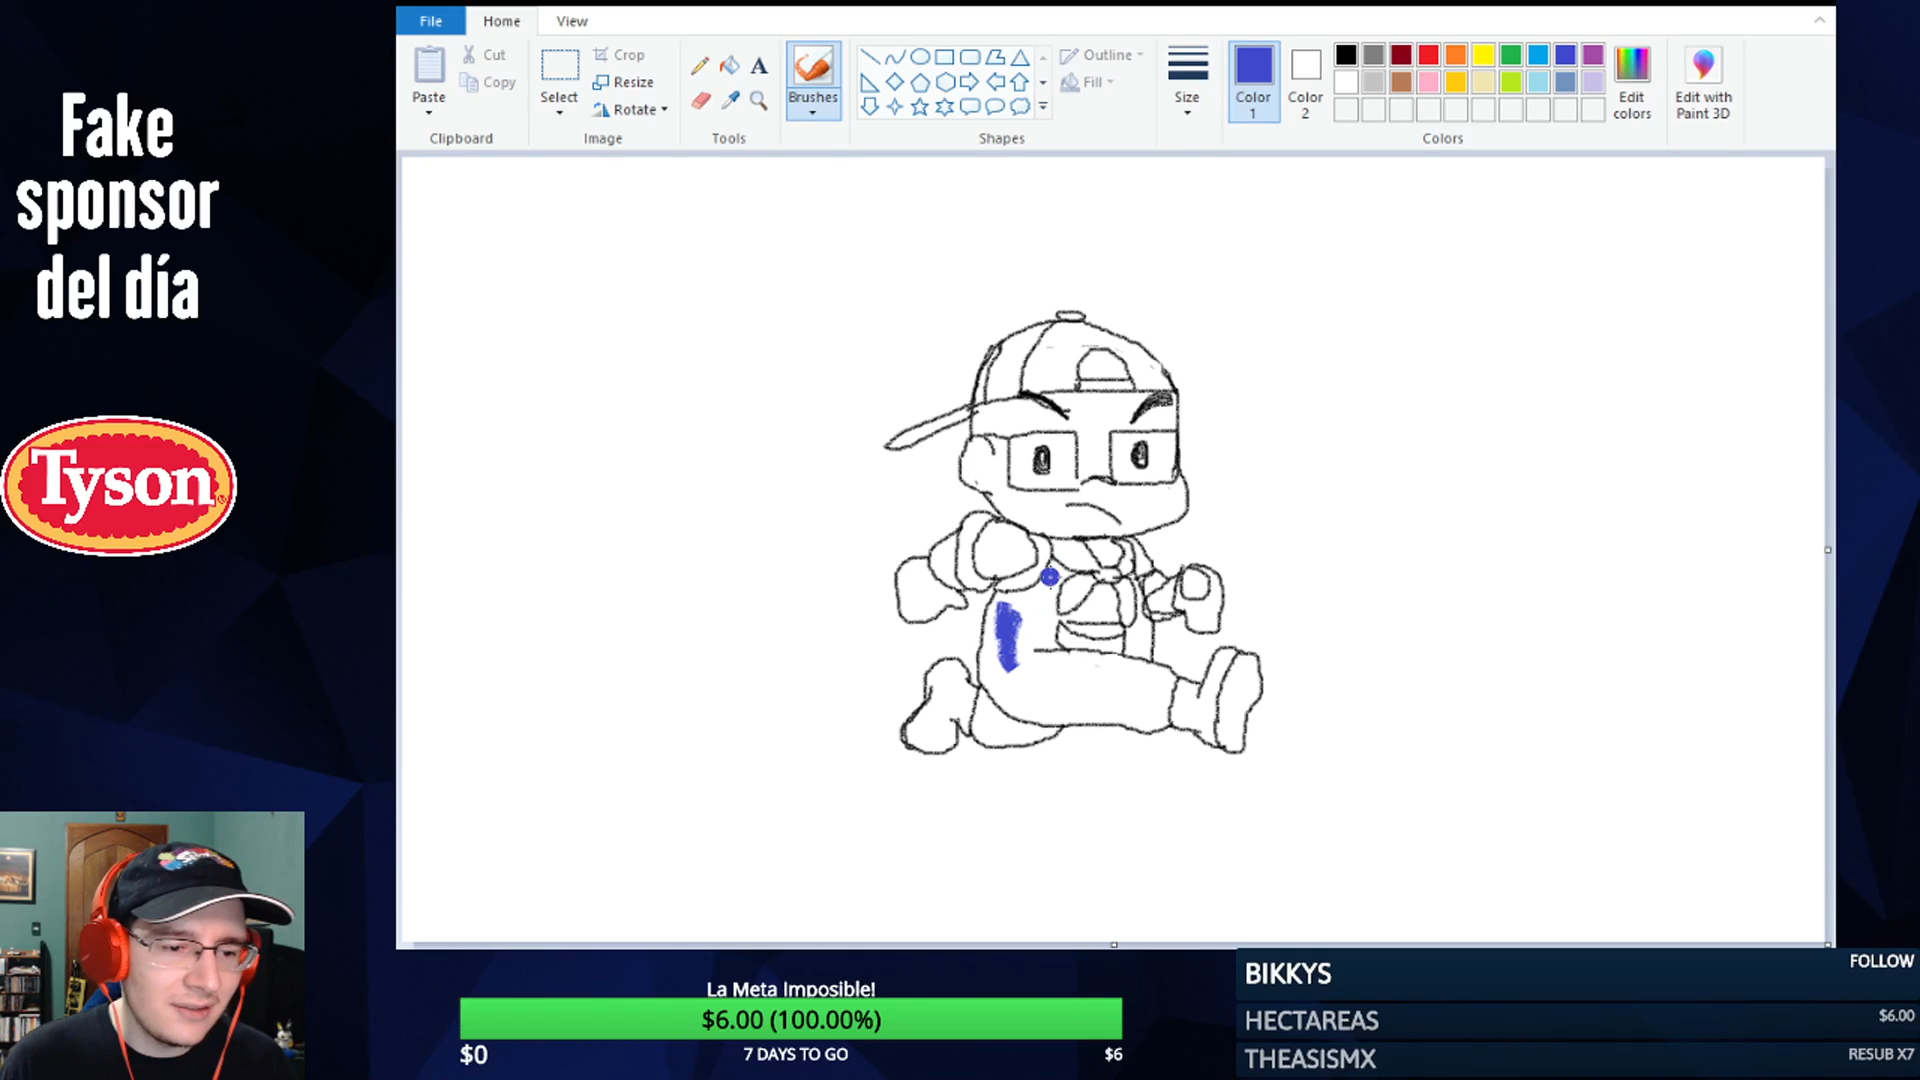 File Home View
Cut
Crop
Outline
Copy
Resize
Fill
Paste Select Rotate Brushes Size Color 1 Color 2 Edit colors Edit with Paint 3D
Clipboard Image Tools Shapes Colors
Fake
sponsor
del día
Tyson
La Meta Imposible!
$6.00 (100.00%)
$0 7 DAYS TO GO $6
BIKKYS FOLLOW
HECTAREAS $6.00
THEASISMX RESUB X7